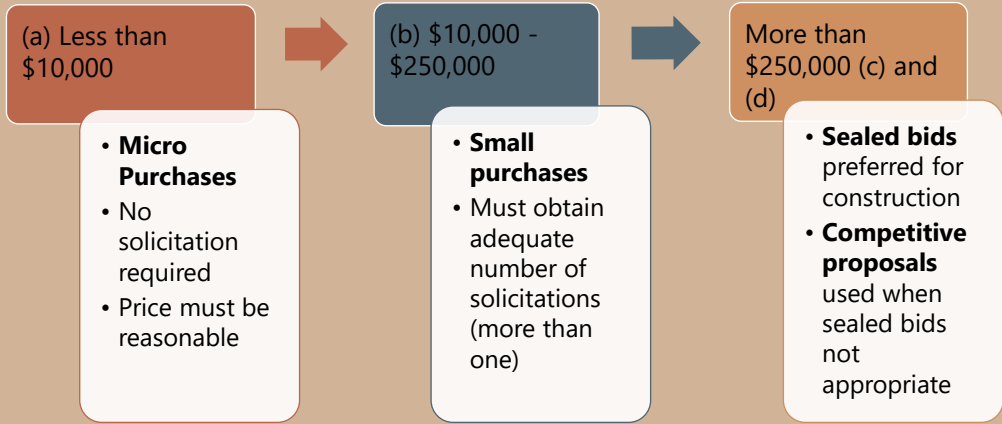 (a) Less than
$10,000
• Micro
Purchases
• No
solicitation
required
• Price must be
reasonable
(b) $10,000 -
$250,000
• Small
purchases
• Must obtain
adequate
number of
solicitations
(more than
one)
More than
$250,000 (c) and
(d)
• Sealed bids
preferred for
construction
• Competitive
proposals
used when
sealed bids
not
appropriate